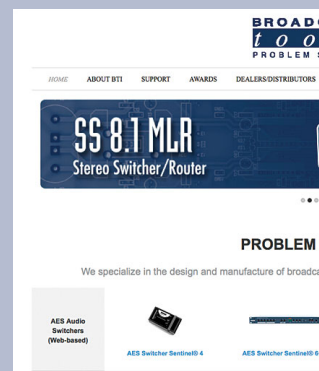 BROAD
t o o
PROBLEM
HOME ABOUT BTI SUPPORT AWARDS DEALERS/DISTRIBUTORS
SS 8.1 MLR
Stereo Switcher/Router
PROBLEM
We specialize in the design and manufacture of broadca
AES Audio
Switchers
(Web-based)
AES Switcher Sentinel® 4 AES Switcher Sentinel® 6